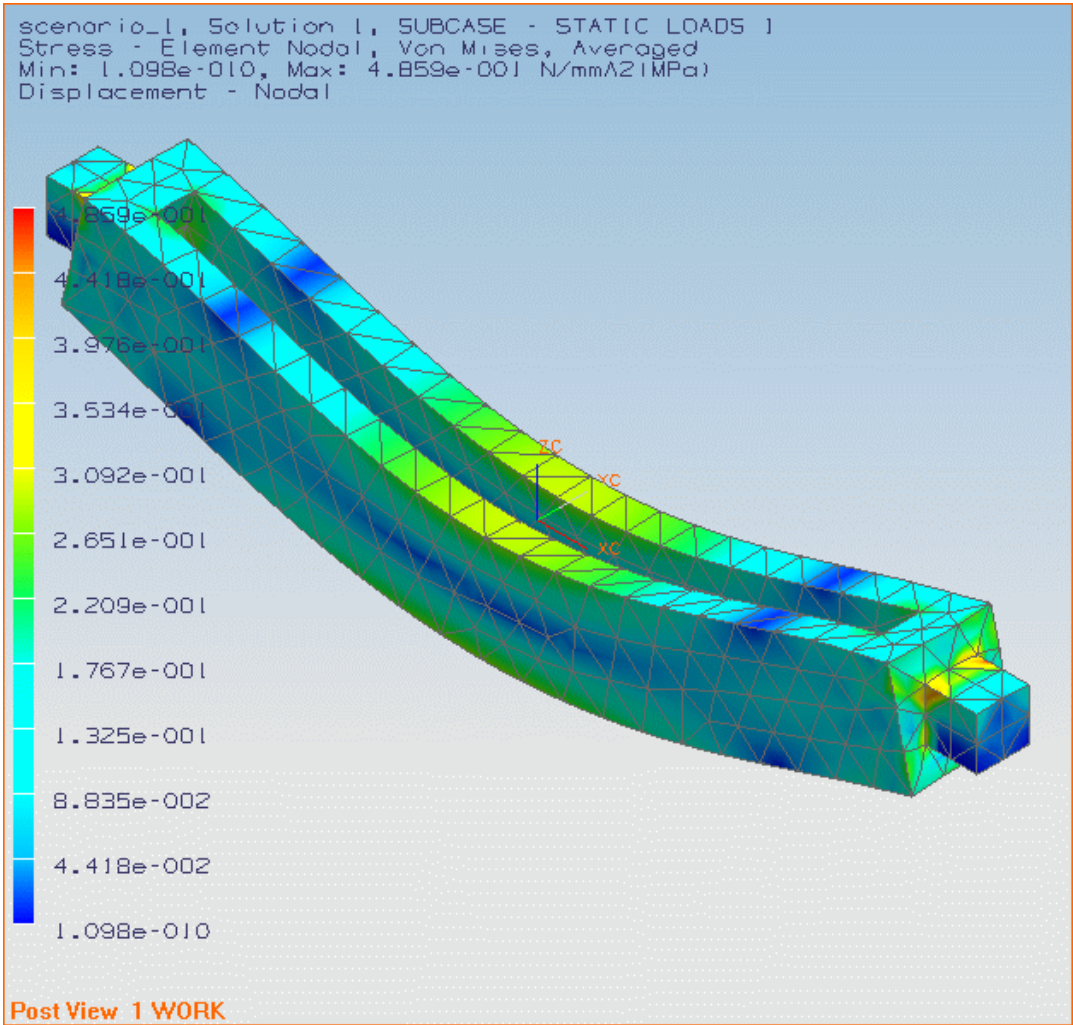 scenario_1, Solution 1, SUBCASE - STATIC LOADS 1
Stress - Element Nodal, Von Mises, Averaged
Min: 1.098e-010, Max: 4.859e-001 N/mm^2(MPa)
Displacement - Nodal
4.859e-001
4.418e-001
3.976e-001
3.534e-001
ZC
3.092e-001
YC
2.651e-001
XC
2.209e-001
1.767e-001
1.325e-001
8.835e-002
4.418e-002
1.098e-010
Post View 1 WORK